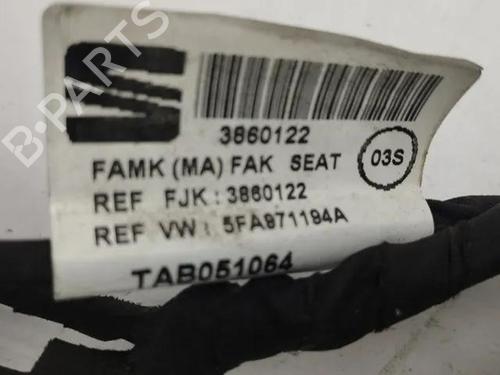 B-PARTS
3860122
FAMK (MA) FAK SEAT
03S
REF FJK : 3860122
REF VW : 5FA971194A
TAB051064